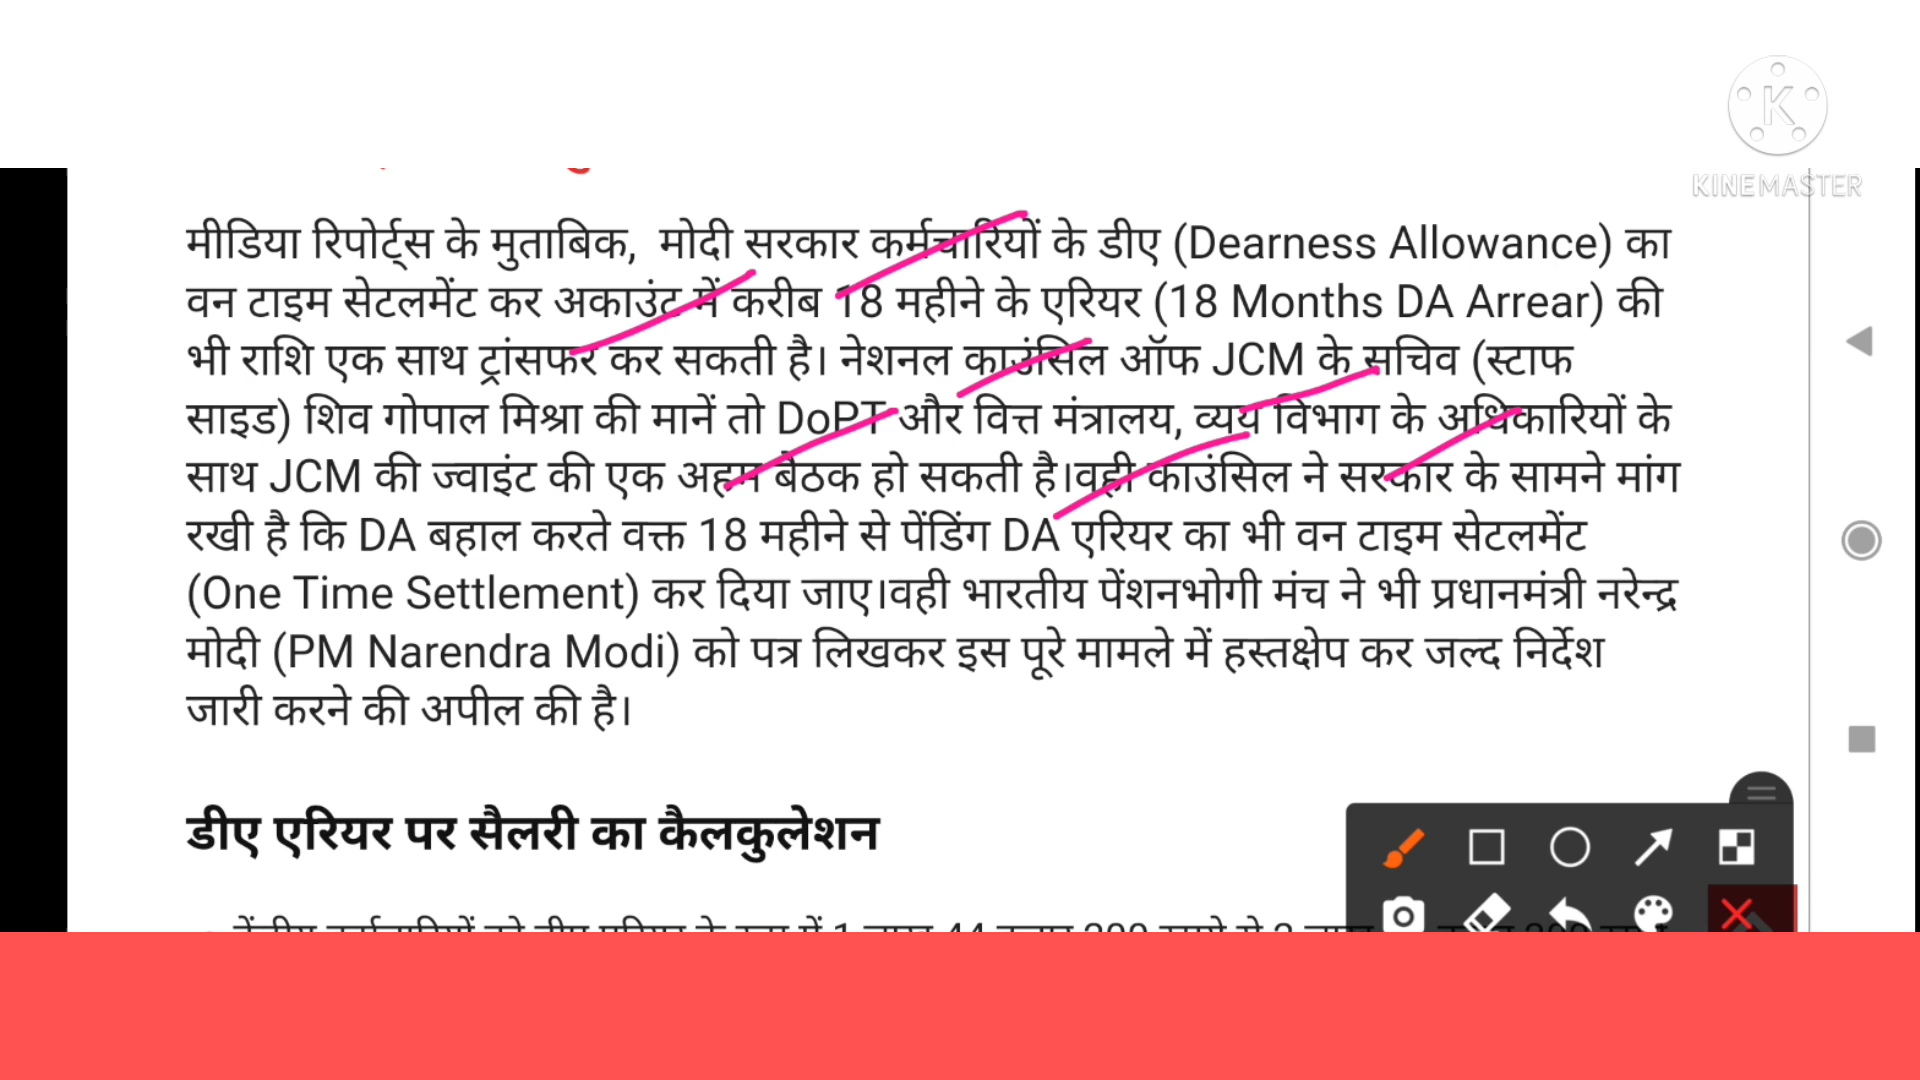 KINEMASTER
मीडिया रिपोर्ट्स के मुताबिक, मोदी सरकार कर्मचारियों के डीए (Dearness Allowance) का
वन टाइम सेटलमेंट कर अकाउंट में करीब 18 महीने के एरियर (18 Months DA Arrear) की
भी राशि एक साथ ट्रांसफर कर सकती है। नेशनल काउंसिल ऑफ JCM के सचिव (स्टाफ
साइड) शिव गोपाल मिश्रा की मानें तो DoPT और वित्त मंत्रालय, व्यय विभाग के अधिकारियों के
साथ JCM की ज्वाइंट की एक अहम बैठक हो सकती है।वही काउंसिल ने सरकार के सामने मांग
रखी है कि DA बहाल करते वक्त 18 महीने से पेंडिंग DA एरियर का भी वन टाइम सेटलमेंट
(One Time Settlement) कर दिया जाए।वही भारतीय पेंशनभोगी मंच ने भी प्रधानमंत्री नरेन्द्र
मोदी (PM Narendra Modi) को पत्र लिखकर इस पूरे मामले में हस्तक्षेप कर जल्द निर्देश
जारी करने की अपील की है।
डीए एरियर पर सैलरी का कैलकुलेशन